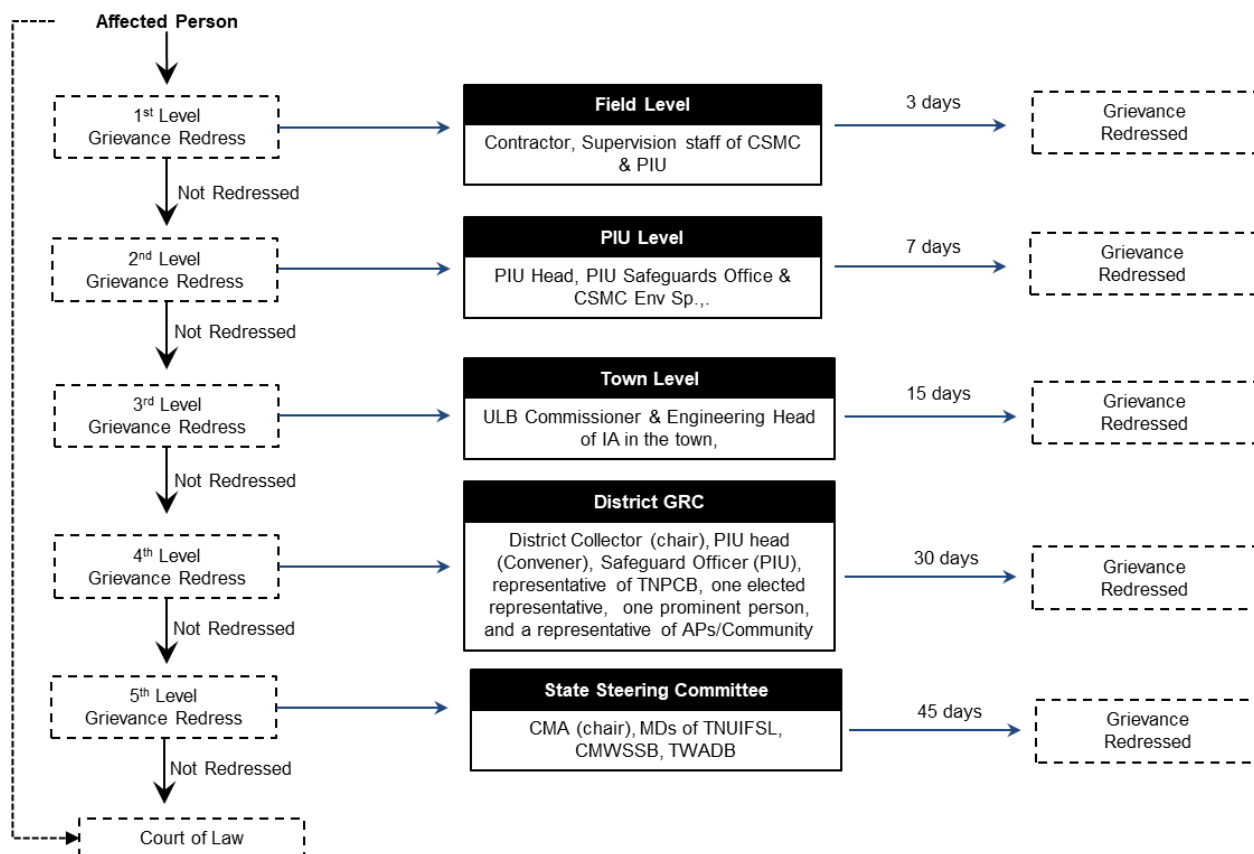 Affected Person
1st Level
Grievance Redress
Field Level
Contractor, Supervision staff of CSMC
& PIU
3 days
Grievance
Redressed
Not Redressed
2nd Level
Grievance Redress
PIU Level
PIU Head, PIU Safeguards Office &
CSMC Env Sp.,.
7 days
Grievance
Redressed
Not Redressed
3rd Level
Grievance Redress
Town Level
ULB Commissioner & Engineering Head
of IA in the town,
15 days
Grievance
Redressed
Not Redressed
4th Level
Grievance Redress
District GRC
District Collector (chair), PIU head
(Convener), Safeguard Officer (PIU),
representative of TNPCB, one elected
representative, one prominent person,
and a representative of APs/Community
30 days
Grievance
Redressed
Not Redressed
5th Level
Grievance Redress
State Steering Committee
CMA (chair), MDs of TNUIFSL,
CMWSSB, TWADB
45 days
Grievance
Redressed
Not Redressed
Court of Law